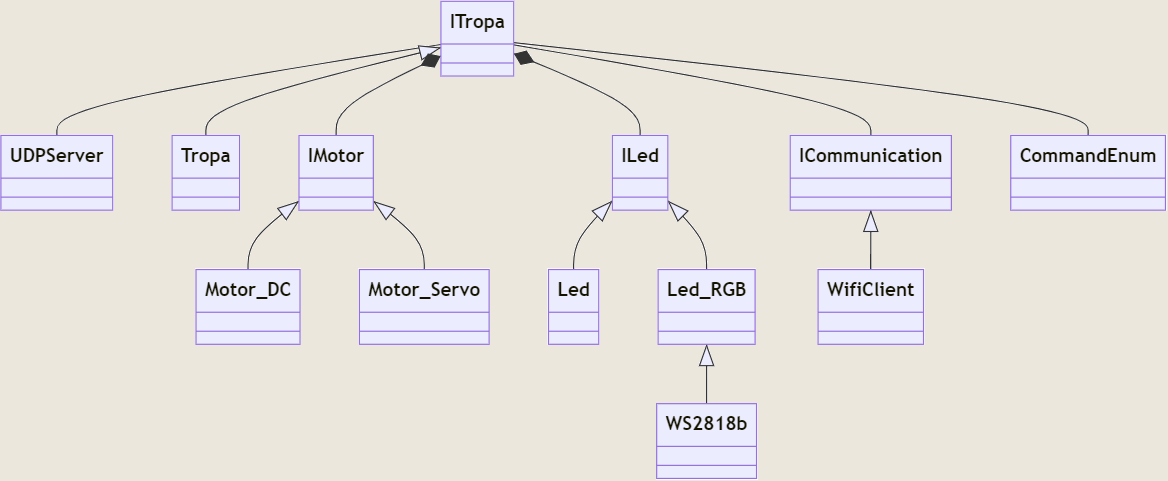 ITropa
UDPServer
Tropa
IMotor
ILed
ICommunication
CommandEnum
Motor_DC
Motor_Servo
Led
Led_RGB
WifiClient
WS2818b